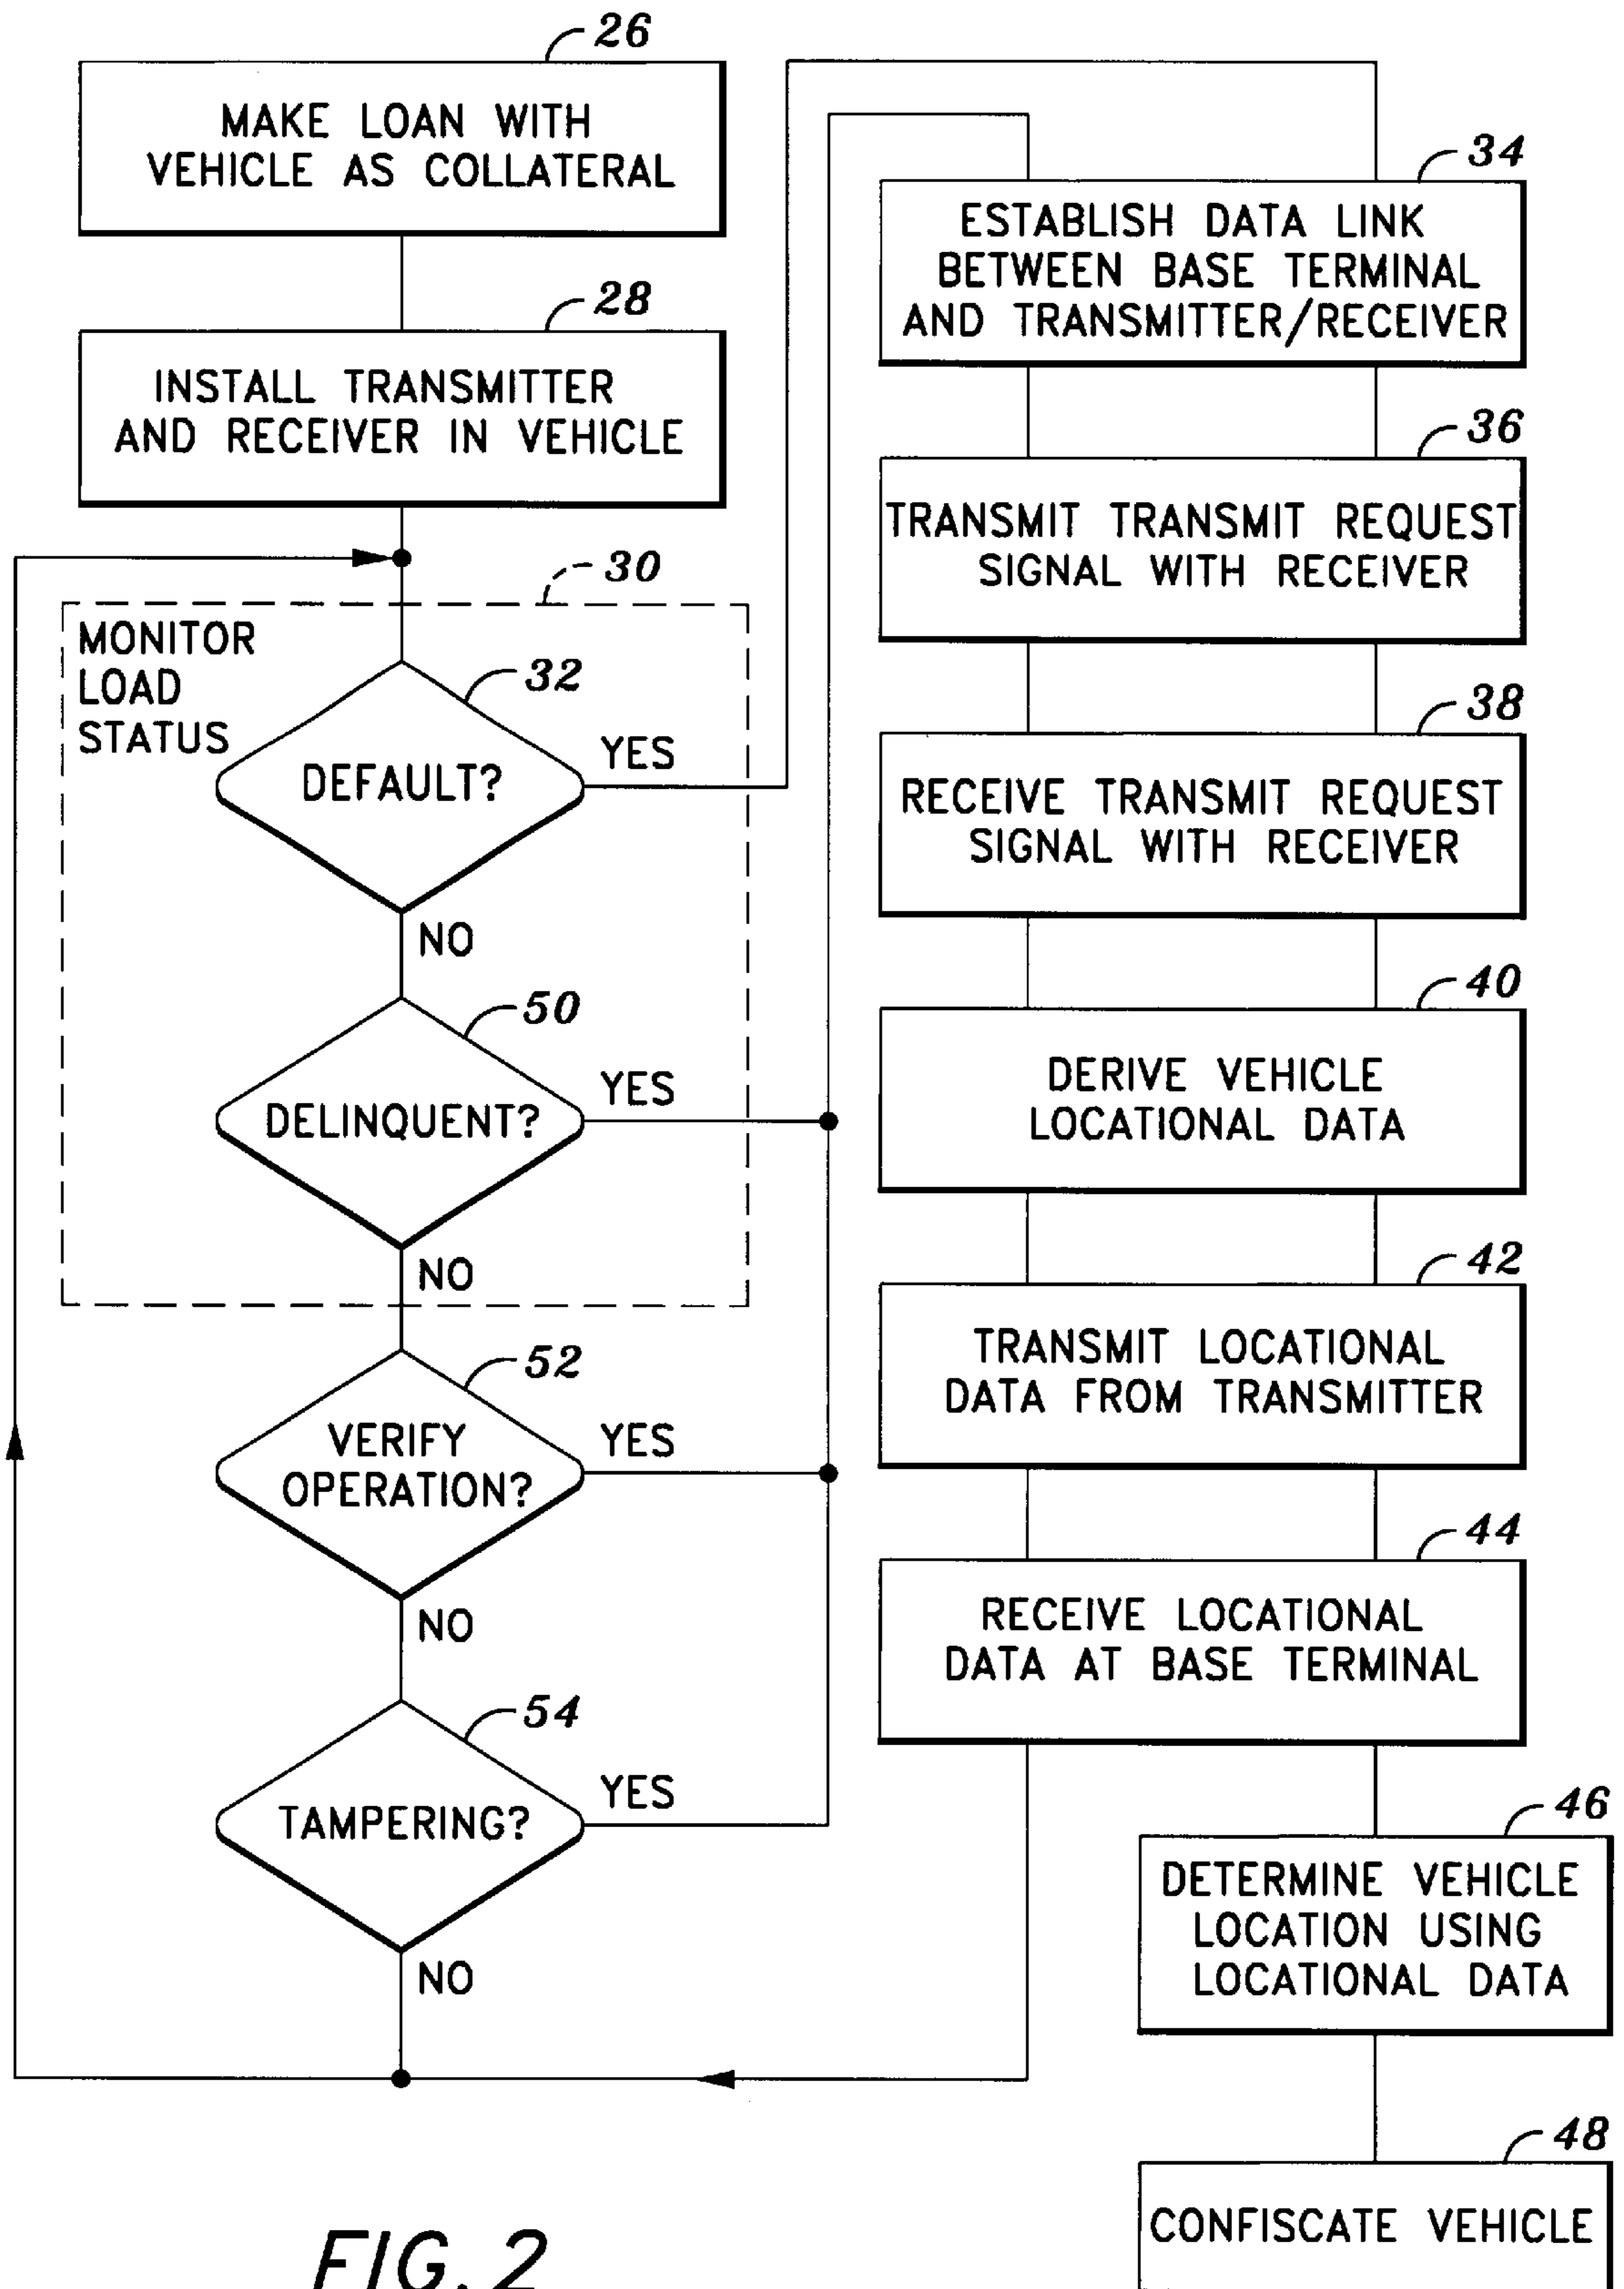 26
MAKE LOAN WITH
VEHICLE AS COLLATERAL
28
INSTALL TRANSMITTER
AND RECEIVER IN VEHICLE
30
MONITOR
LOAD
STATUS
32
DEFAULT?
YES
NO
50
DELINQUENT?
YES
NO
52
VERIFY
OPERATION?
YES
NO
54
TAMPERING?
YES
NO
34
ESTABLISH DATA LINK
BETWEEN BASE TERMINAL
AND TRANSMITTER/RECEIVER
36
TRANSMIT TRANSMIT REQUEST
SIGNAL WITH RECEIVER
38
RECEIVE TRANSMIT REQUEST
SIGNAL WITH RECEIVER
40
DERIVE VEHICLE
LOCATIONAL DATA
42
TRANSMIT LOCATIONAL
DATA FROM TRANSMITTER
44
RECEIVE LOCATIONAL
DATA AT BASE TERMINAL
46
DETERMINE VEHICLE
LOCATION USING
LOCATIONAL DATA
48
CONFISCATE VEHICLE
FIG. 2